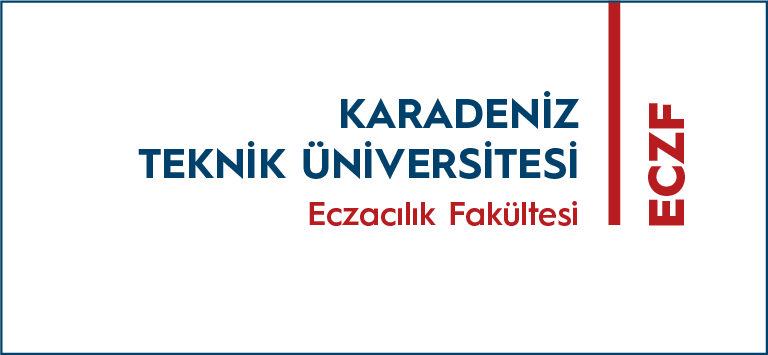 KARADENİZ
TEKNİK ÜNİVERSİTESİ
Eczacılık Fakültesi
ECZF